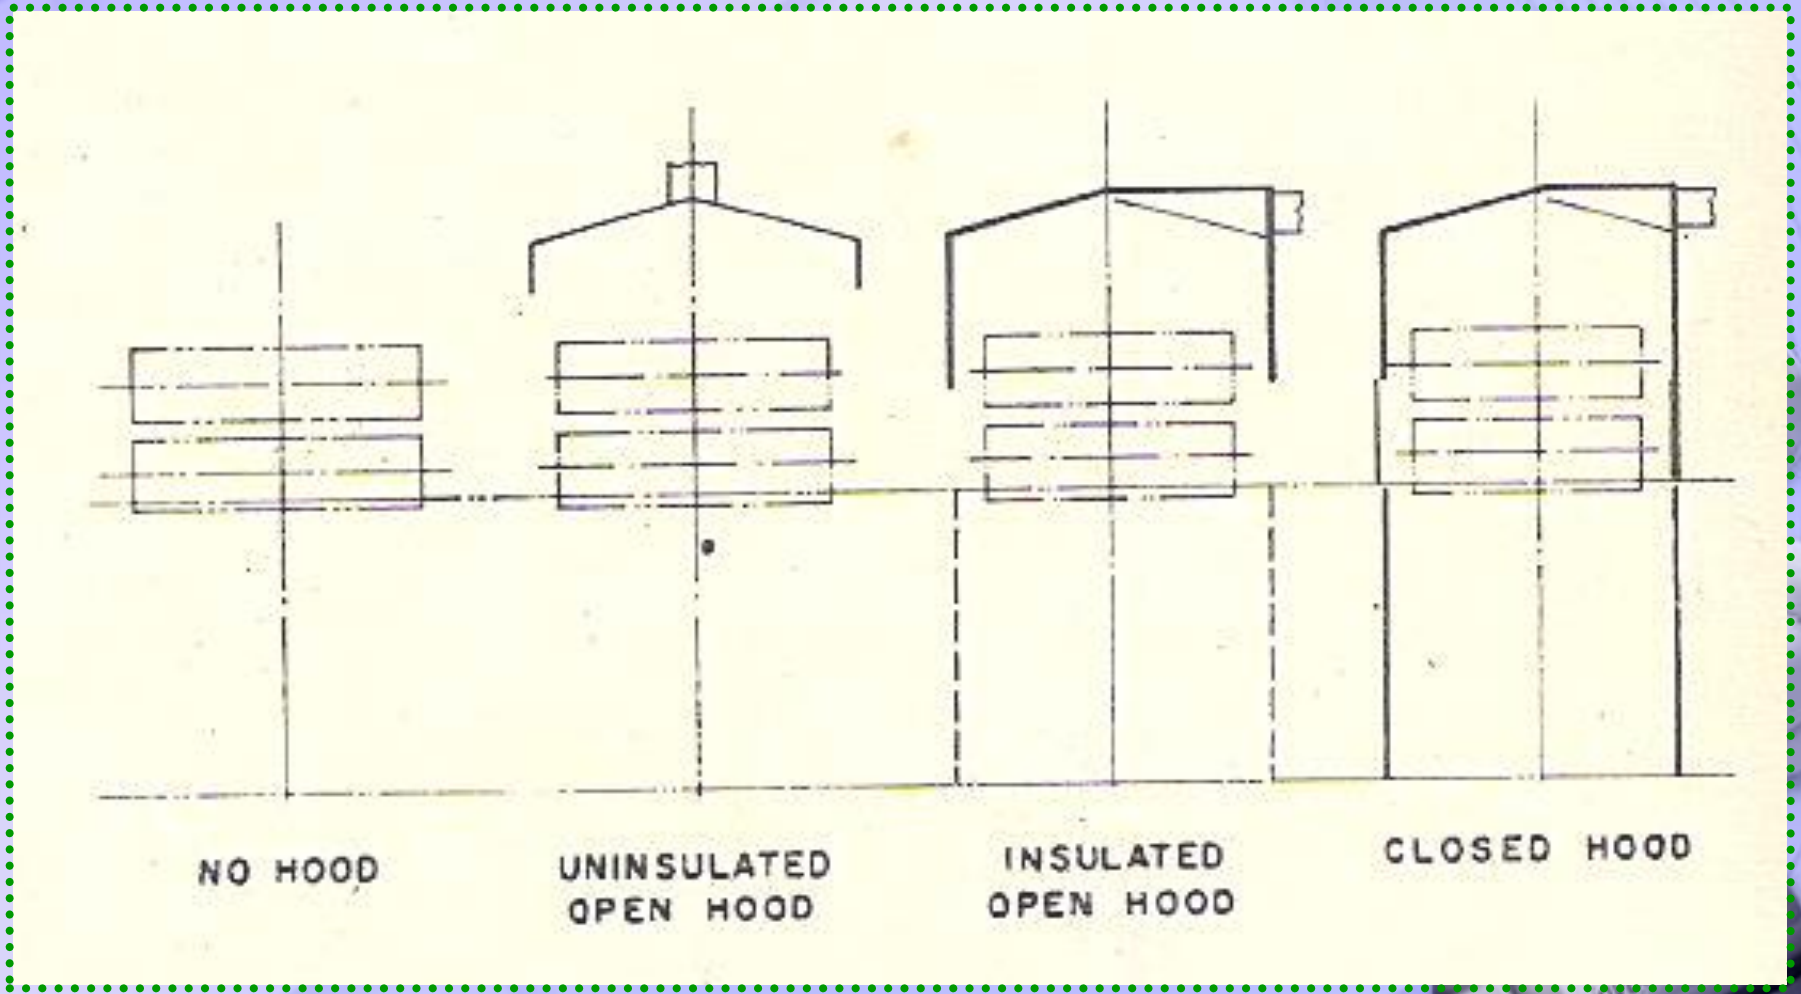 NO HOOD
UNINSULATED
OPEN HOOD
INSULATED
OPEN HOOD
CLOSED HOOD